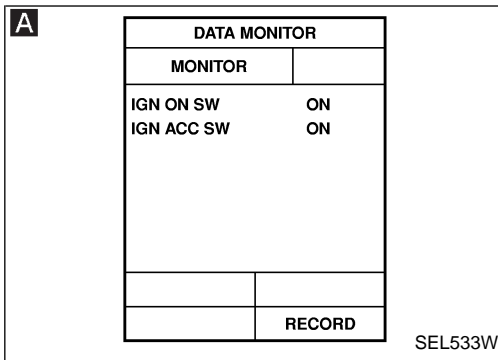 A
DATA MONITOR
MONITOR
IGN ON SW ON
IGN ACC SW ON
RECORD
SEL533W